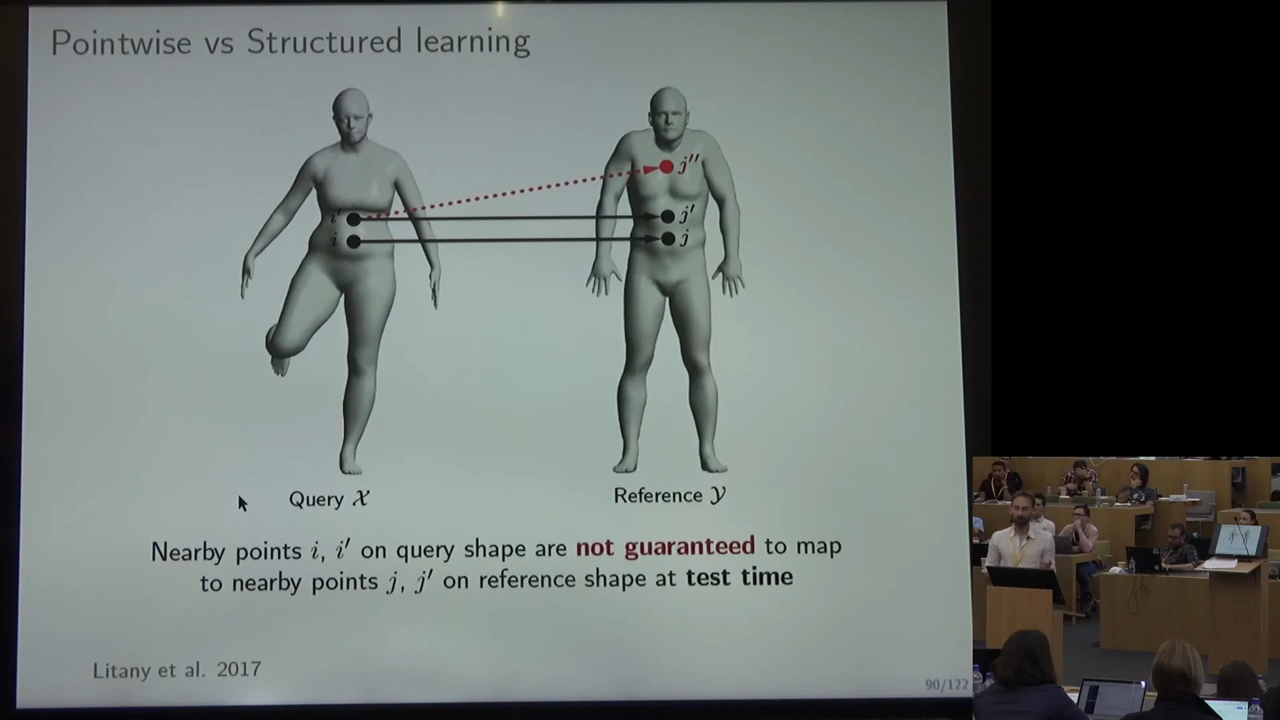 Pointwise vs Structured learning
j''
i' j'
i j
Query 𝒳 Reference 𝒴
Nearby points i, i' on query shape are not guaranteed to map
to nearby points j, j' on reference shape at test time
Litany et al. 2017
90/122